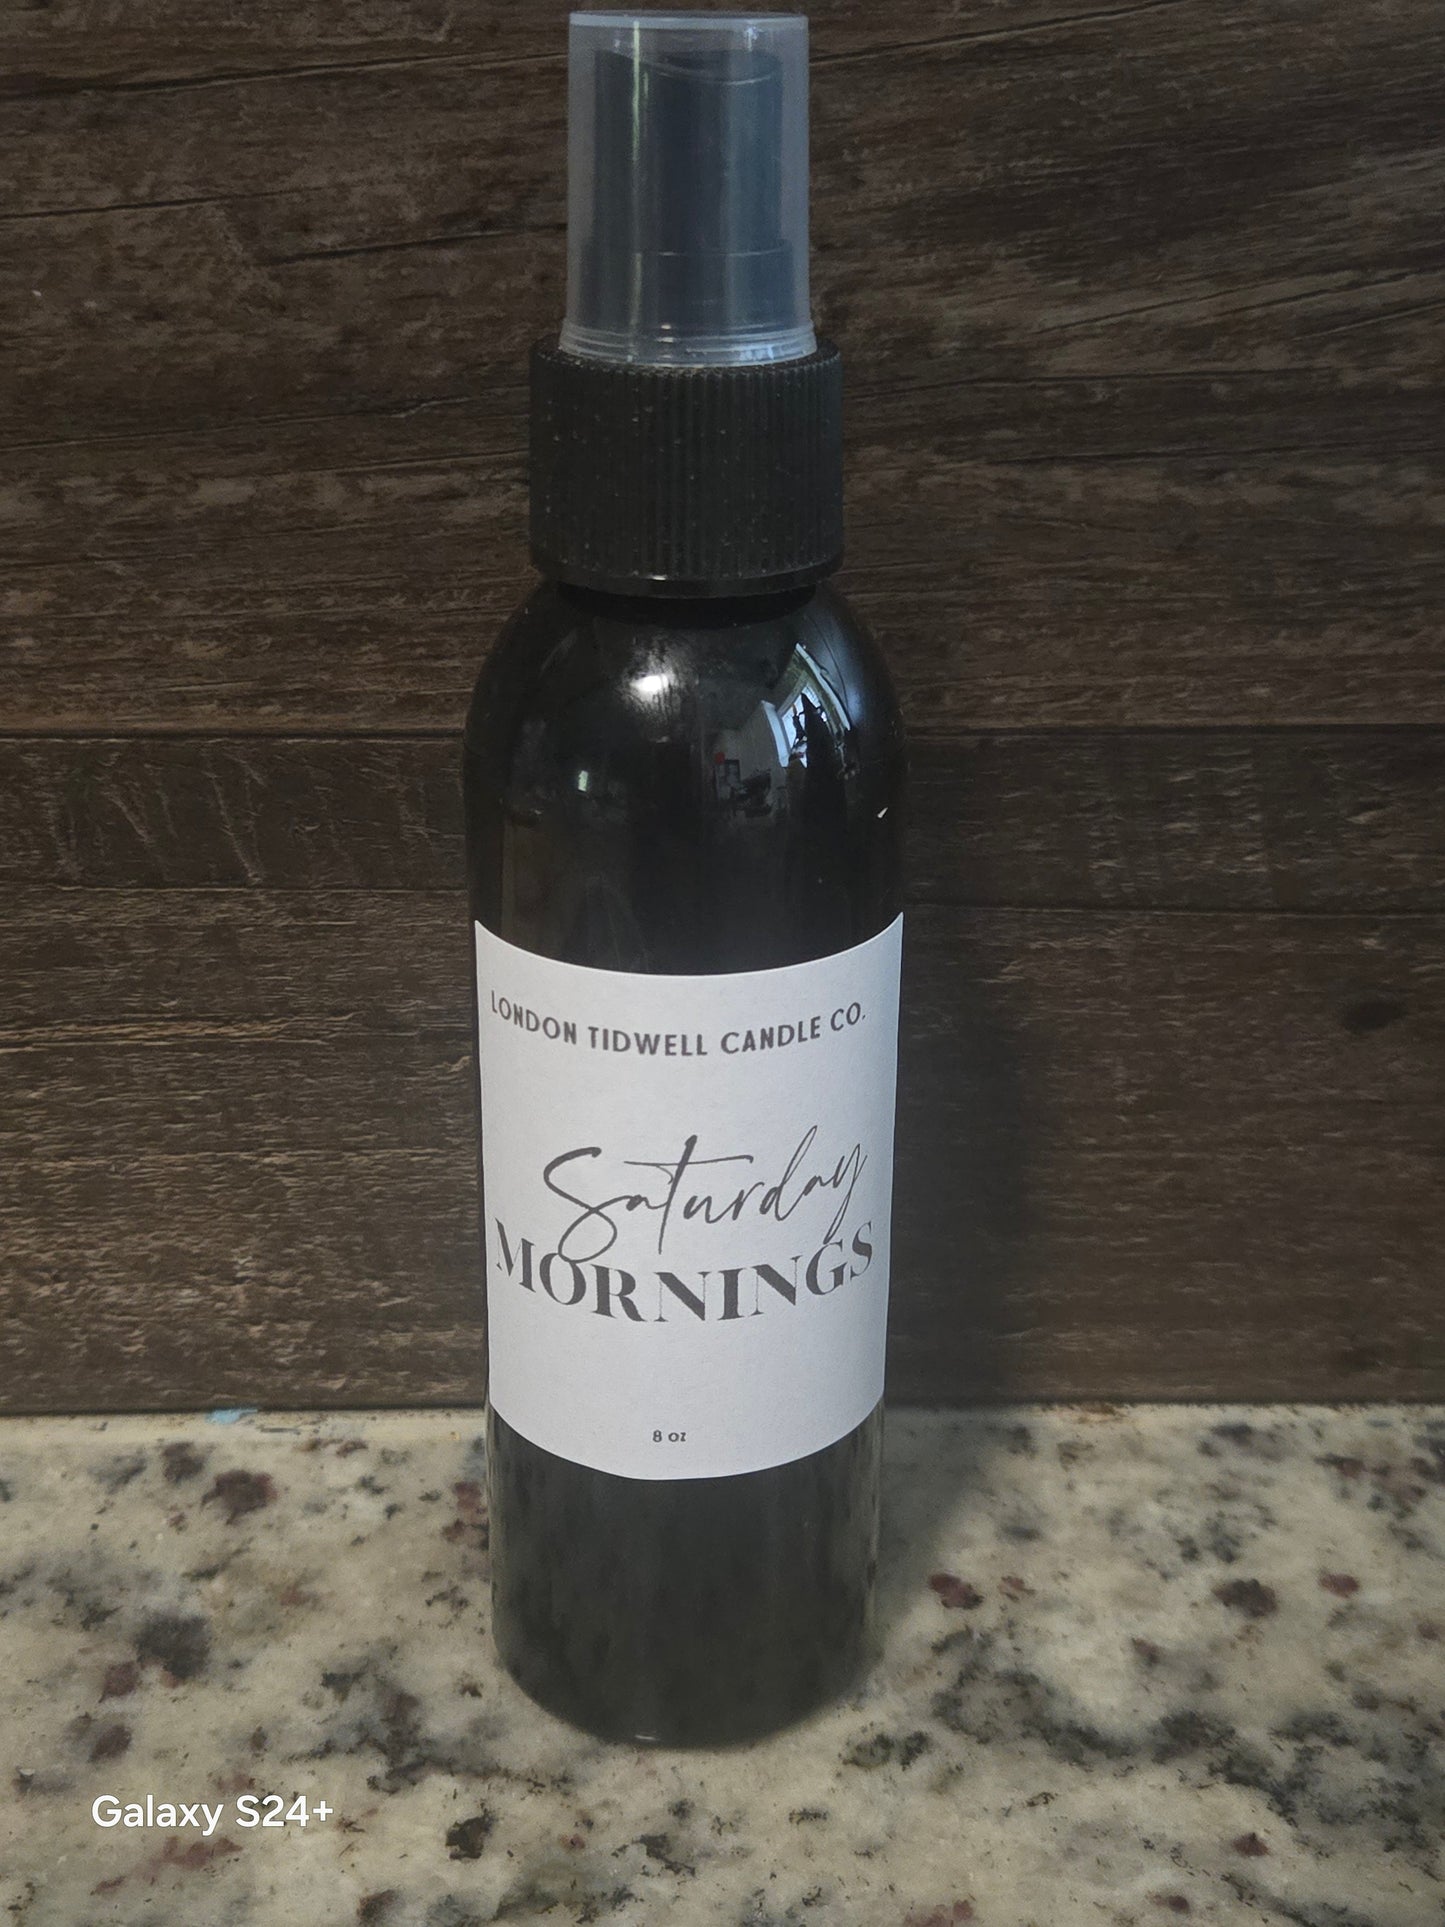 LONDON TIDWELL CANDLE CO.
Saturday
MORNINGS
8 oz
Galaxy S24+